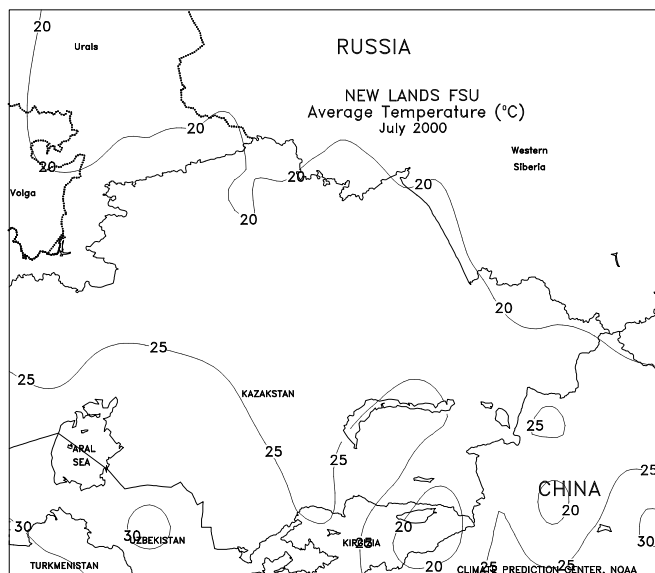 20
Urals
RUSSIA
NEW LANDS FSU
Average Temperature (°C)
July 2000
20
Western
Siberia
20
20
20
Volga
20
20
25
25
KAZAKSTAN
25
25
25
ARAL
SEA
25
CHINA
20
30
30
20
30
UZBEKISTAN
KIRGIZIA
25
TURKMENISTAN
20
25
25
CLIMATE PREDICTION CENTER, NOAA